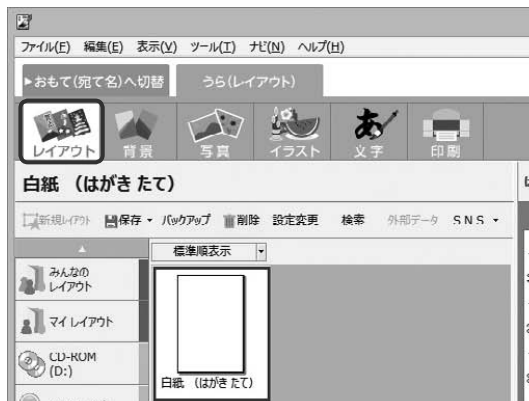 ファイル(F) 編集(E) 表示(V) ツール(T) ナビ(N) ヘルプ(H)
▸おもて(宛て名)へ切替 うら(レイアウト)
レイアウト 背景 写真 イラスト 文字 印刷
あ
白紙 (はがき たて)
新規レイアウト 保存 バックアップ 削除 設定変更 検索 外部データ SNS
標準順表示
みんなの
レイアウト
マイ レイアウト
CD-ROM
(D:)
白紙 (はがき たて)